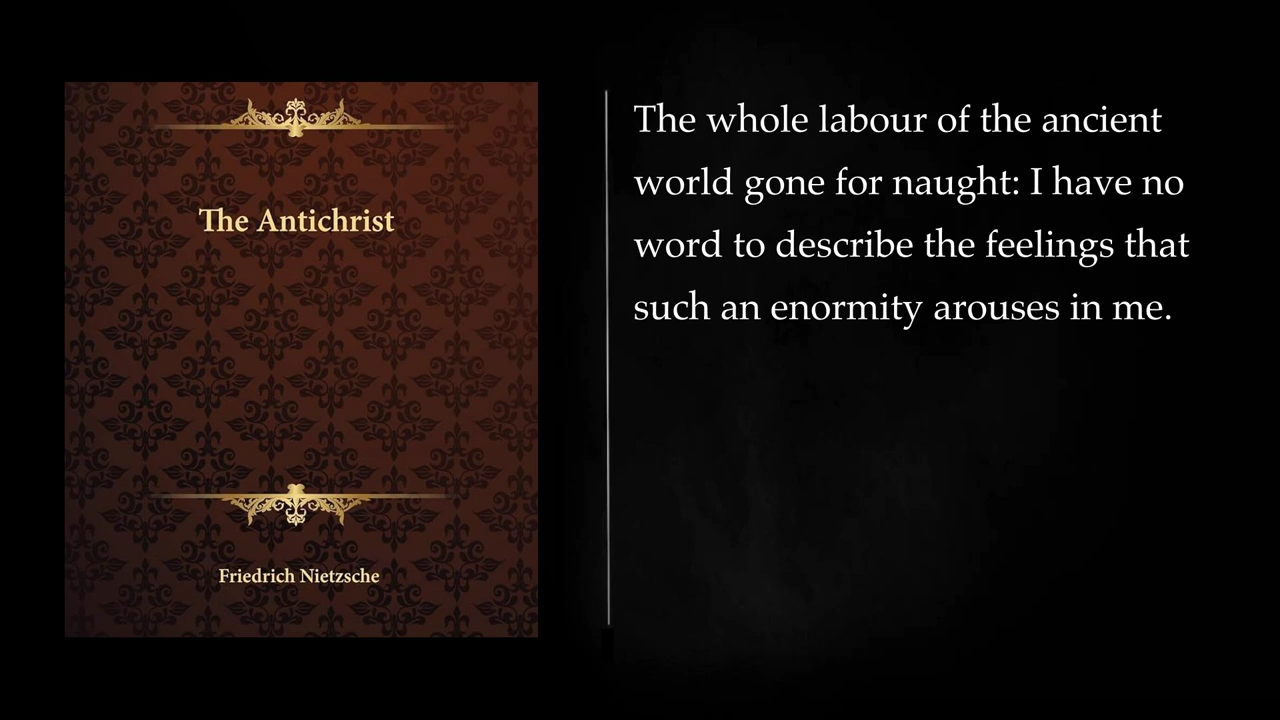 The Antichrist
Friedrich Nietzsche
The whole labour of the ancient
world gone for naught: I have no
word to describe the feelings that
such an enormity arouses in me.